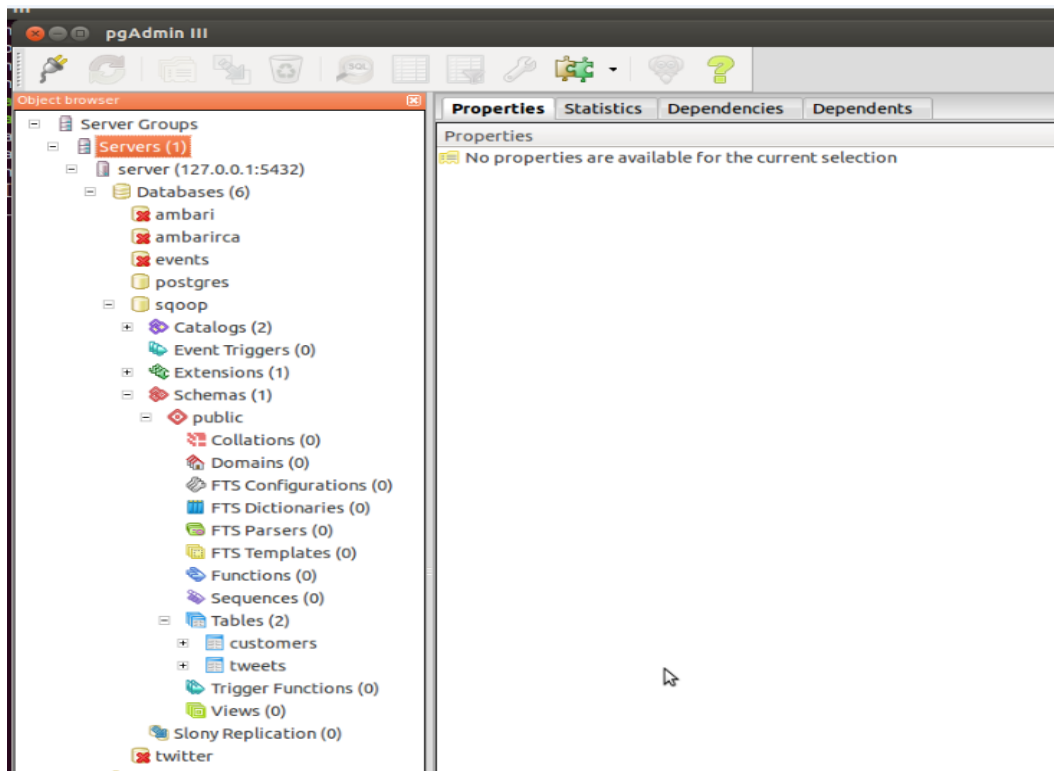 pgAdmin III
SQL
Object browser
Server Groups
Servers (1)
server (127.0.0.1:5432)
Databases (6)
ambari
ambarirca
events
postgres
sqoop
Catalogs (2)
Event Triggers (0)
Extensions (1)
Schemas (1)
public
Collations (0)
Domains (0)
FTS Configurations (0)
FTS Dictionaries (0)
FTS Parsers (0)
FTS Templates (0)
Functions (0)
Sequences (0)
Tables (2)
customers
tweets
Trigger Functions (0)
Views (0)
Slony Replication (0)
twitter
Properties Statistics Dependencies Dependents
Properties
No properties are available for the current selection